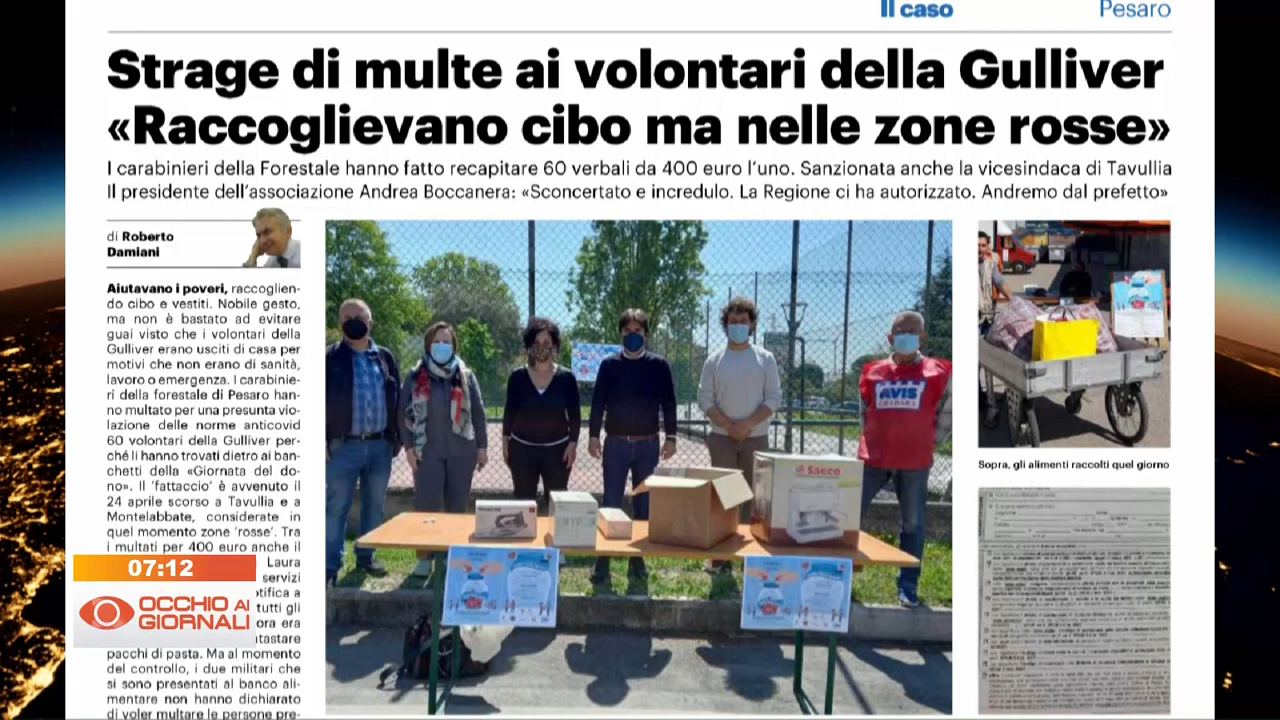 Il caso
Pesaro
Strage di multe ai volontari della Gulliver
«Raccoglievano cibo ma nelle zone rosse»
I carabinieri della Forestale hanno fatto recapitare 60 verbali da 400 euro l'uno. Sanzionata anche la vicesindaca di Tavullia
Il presidente dell'associazione Andrea Boccanera: «Sconcertato e incredulo. La Regione ci ha autorizzato. Andremo dal prefetto»
di Roberto
Damiani
Aiutavano i poveri, raccoglien-
do cibo e vestiti. Nobile gesto,
ma non è bastato ad evitare
guai visto che i volontari della
Gulliver erano usciti di casa per
motivi che non erano di sanità,
lavoro o emergenza. I carabinie-
ri della forestale di Pesaro han-
no multato per una presunta vio-
lazione delle norme anticovid
60 volontari della Gulliver per-
ché li hanno trovati dietro ai ban-
chetti della «Giornata del do-
no». Il 'fattaccio' è avvenuto il
24 aprile scorso a Tavullia e a
Montelabbate, considerate in
quel momento zone 'rosse'. Tra
i multati per 400 euro anche il
Laura
servizi
otifica a
tutti gli
ora era
ntastare
pacchi di pasta. Ma al momento
del controllo, i due militari che
si sono presentati al banco ali-
mentare non hanno dichiarato
di voler multare le persone pre-
07:12
OCCHIO AI
GIORNALI
AVIS
Saeco
Sopra, gli alimenti raccolti quel giorno